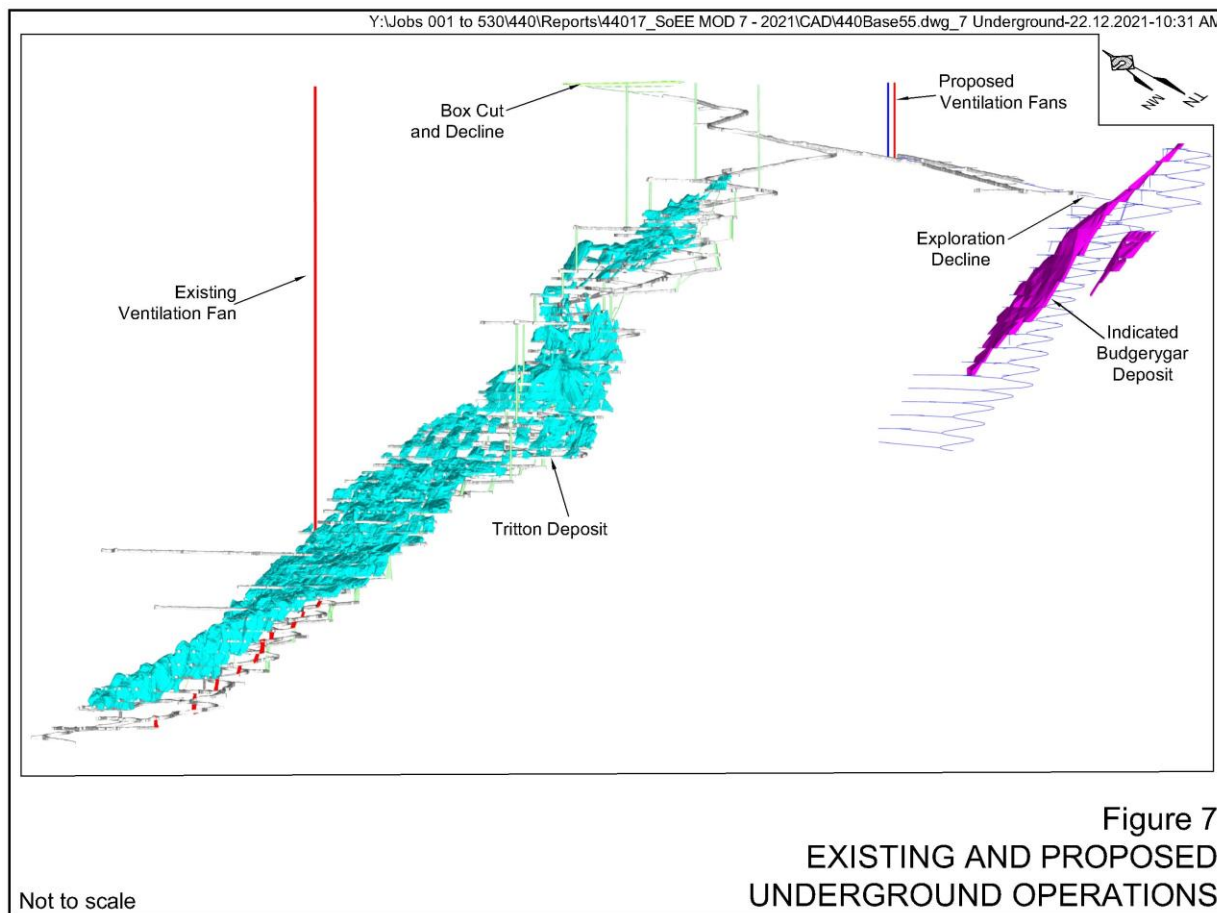 Y:\Jobs 001 to 530\440\Reports\44017_SoEE MOD 7 - 2021\CAD\440Base55.dwg_7 Underground-22.12.2021-10:31 AM
TN
MN
Proposed
Ventilation Fans
Box Cut
and Decline
Exploration
Decline
Existing
Ventilation Fan
Indicated
Budgerygar
Deposit
Tritton Deposit
Figure 7
EXISTING AND PROPOSED
UNDERGROUND OPERATIONS
Not to scale